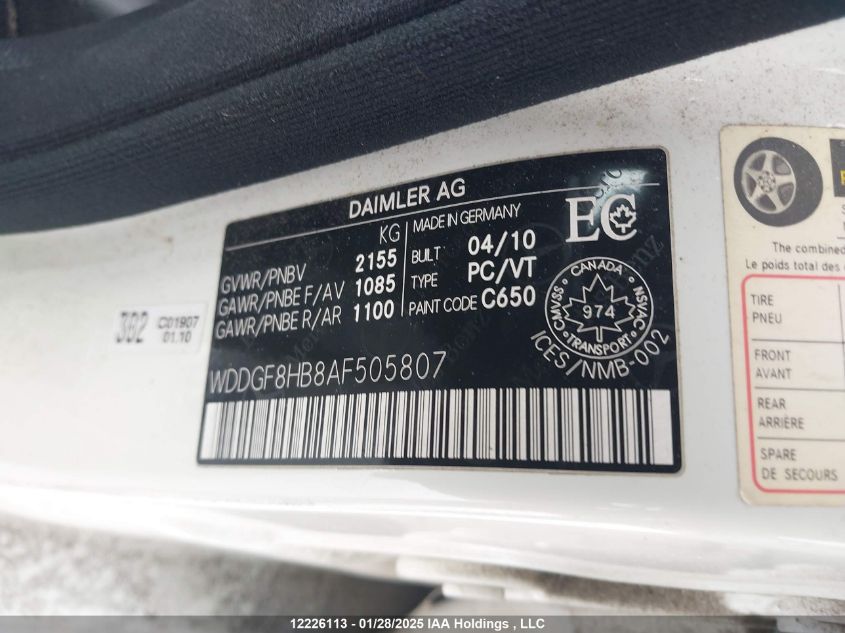 DAIMLER AG
KG
GVWR/PNBV 2155
GAWR/PNBE F/AV 1085
GAWR/PNBE R/AR 1100
MADE IN GERMANY
BUILT 04/10
TYPE PC/VT
PAINT CODE C650
EC
CANADA
CMVSS 974 NSVAC
TRANSPORT
ICES/NMB-002
WDDGF8HB8AF505807
382 C01907
01.10
The combined
Le poids total des
TIRE
PNEU
FRONT
AVANT
REAR
ARRIÈRE
SPARE
DE SECOURS
12226113 - 01/28/2025 IAA Holdings , LLC